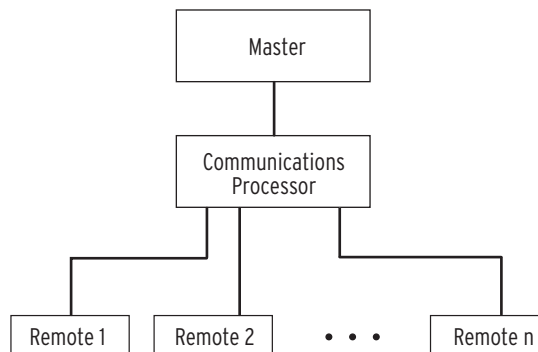 Master
Communications
Processor
Remote 1
Remote 2
• • •
Remote n